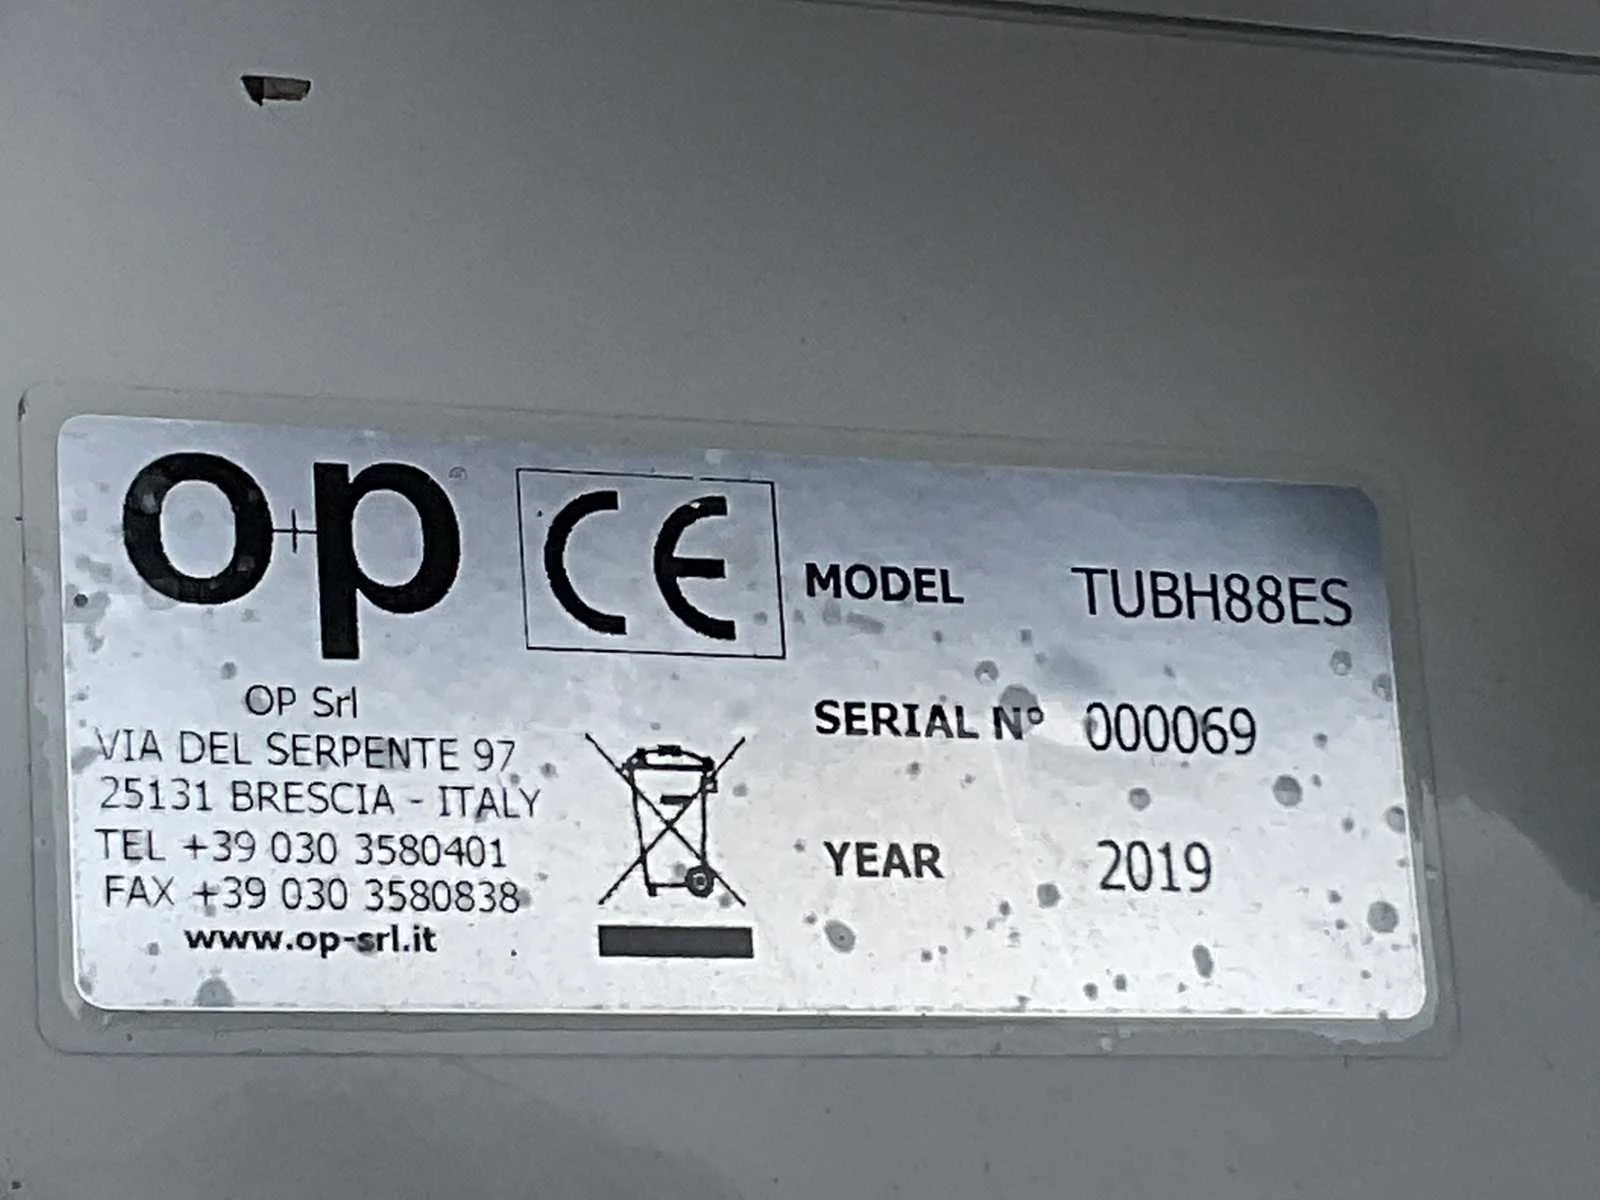 o+p®
CE
MODEL TUBH88ES
OP Srl
VIA DEL SERPENTE 97
25131 BRESCIA - ITALY
TEL +39 030 3580401
FAX +39 030 3580838
www.op-srl.it
SERIAL Nº 000069
YEAR 2019